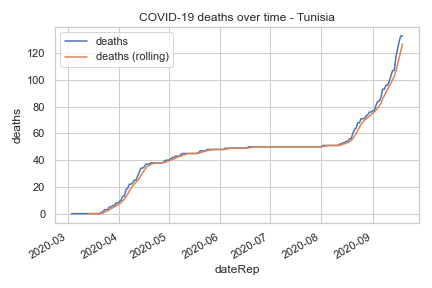 COVID-19 deaths over time - Tunisia
deaths
deaths (rolling)
120
100
80
60
40
20
0
deaths
2020-03
2020-04
2020-05
2020-06
2020-07
2020-08
2020-09
dateRep